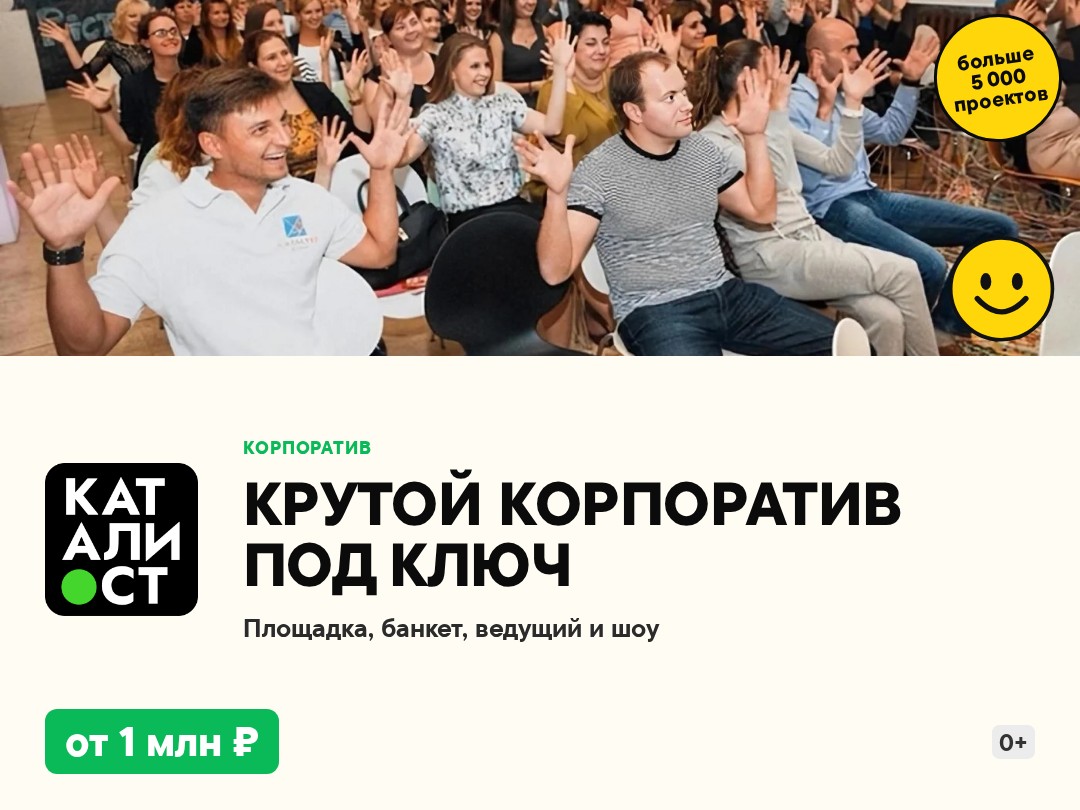 больше
5 000
проектов
КОРПОРАТИВ
КАТ
АЛИ
СТ
КРУТОЙ КОРПОРАТИВ
ПОД КЛЮЧ
Площадка, банкет, ведущий и шоу
от 1 млн ₽
0+